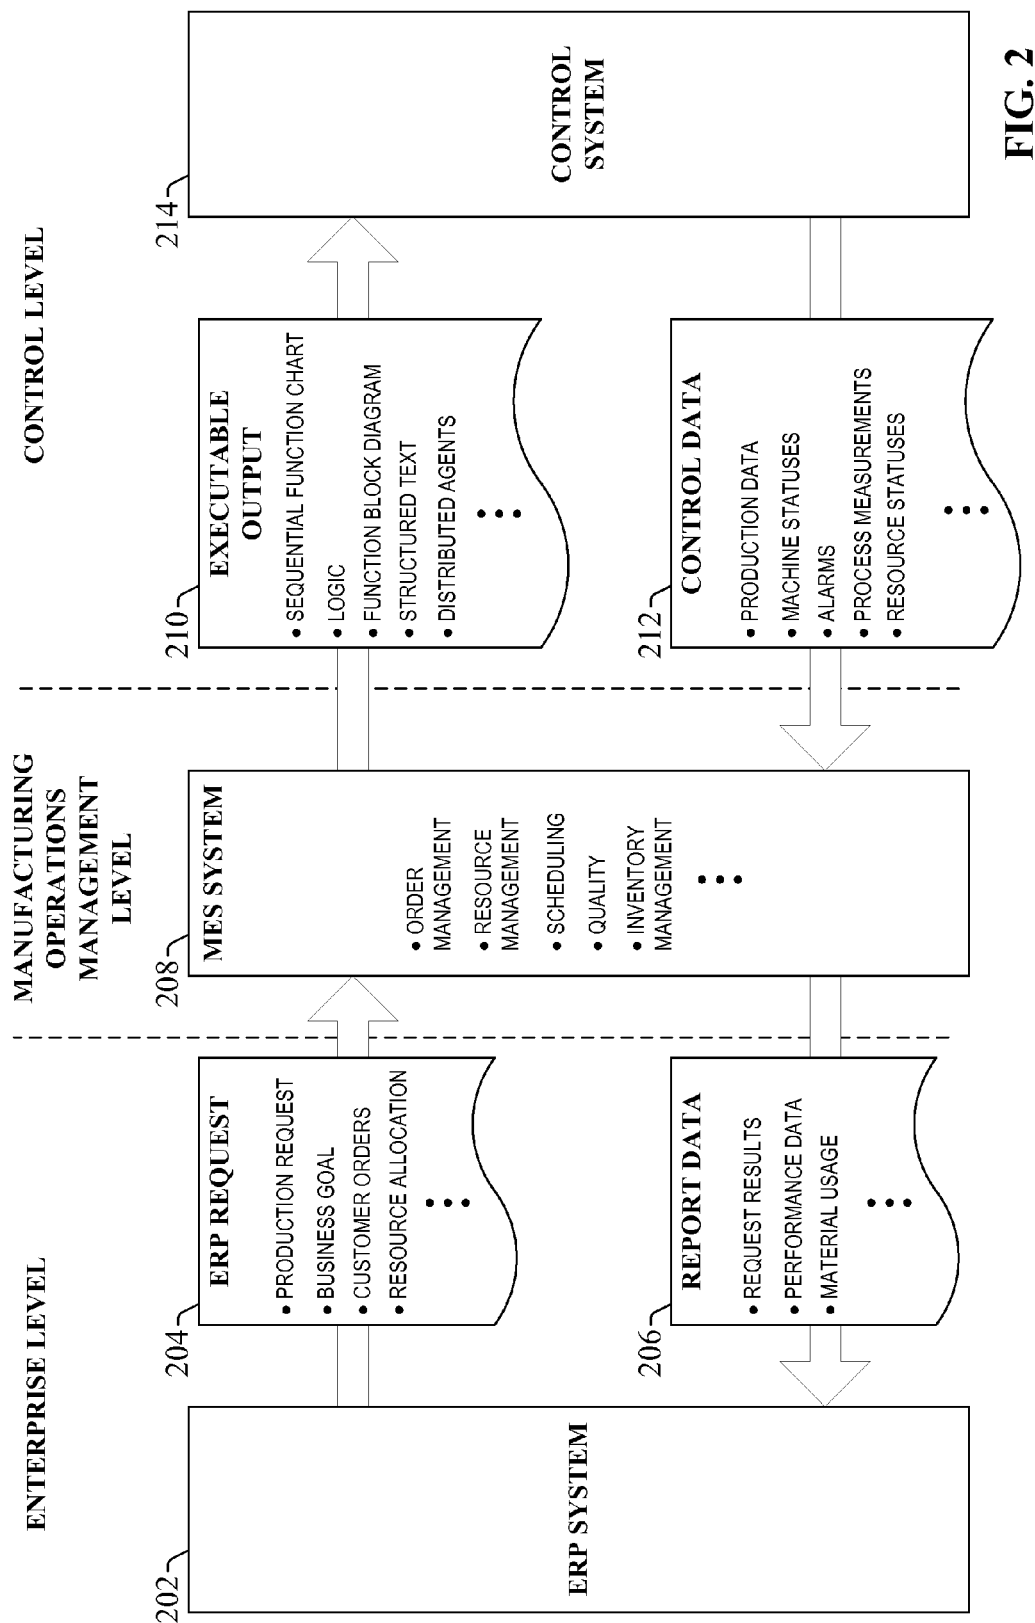 ENTERPRISE LEVEL
MANUFACTURING
OPERATIONS
MANAGEMENT
LEVEL
CONTROL LEVEL
202
ERP SYSTEM
204
ERP REQUEST
• PRODUCTION REQUEST
• BUSINESS GOAL
• CUSTOMER ORDERS
• RESOURCE ALLOCATION
206
REPORT DATA
• REQUEST RESULTS
• PERFORMANCE DATA
• MATERIAL USAGE
208
MES SYSTEM
• ORDER
MANAGEMENT
• RESOURCE
MANAGEMENT
• SCHEDULING
• QUALITY
• INVENTORY
MANAGEMENT
210
EXECUTABLE
OUTPUT
• SEQUENTIAL FUNCTION CHART
• LOGIC
• FUNCTION BLOCK DIAGRAM
• STRUCTURED TEXT
• DISTRIBUTED AGENTS
212
CONTROL DATA
• PRODUCTION DATA
• MACHINE STATUSES
• ALARMS
• PROCESS MEASUREMENTS
• RESOURCE STATUSES
214
CONTROL
SYSTEM
FIG. 2